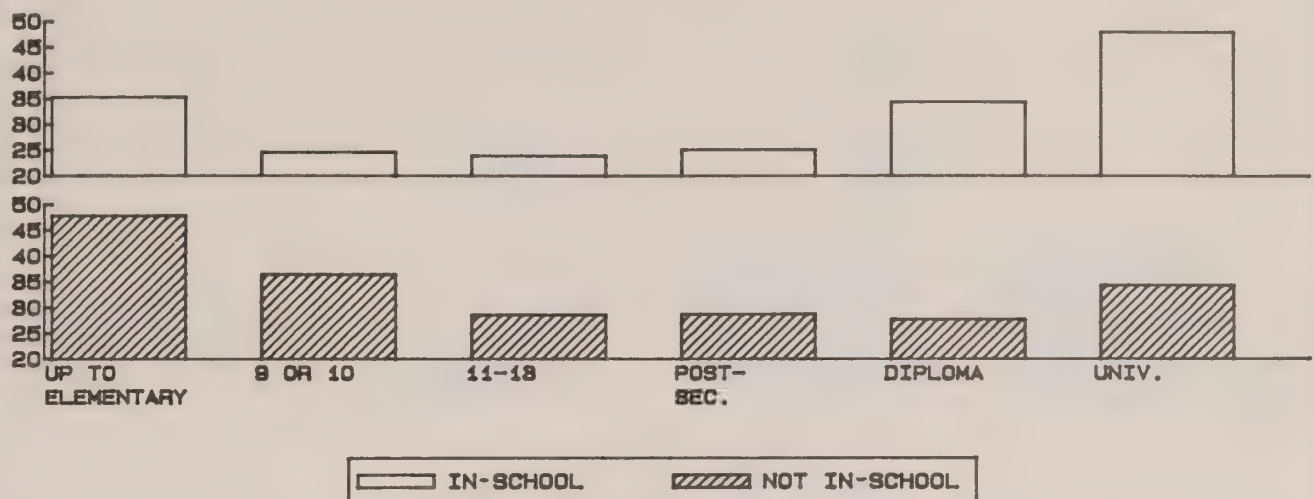 50
45
40
35
30
25
20
50
45
40
35
30
25
20
UP TO ELEMENTARY
9 OR 10
11-13
POST-SEC.
DIPLOMA
UNIV.
IN-SCHOOL
NOT IN-SCHOOL